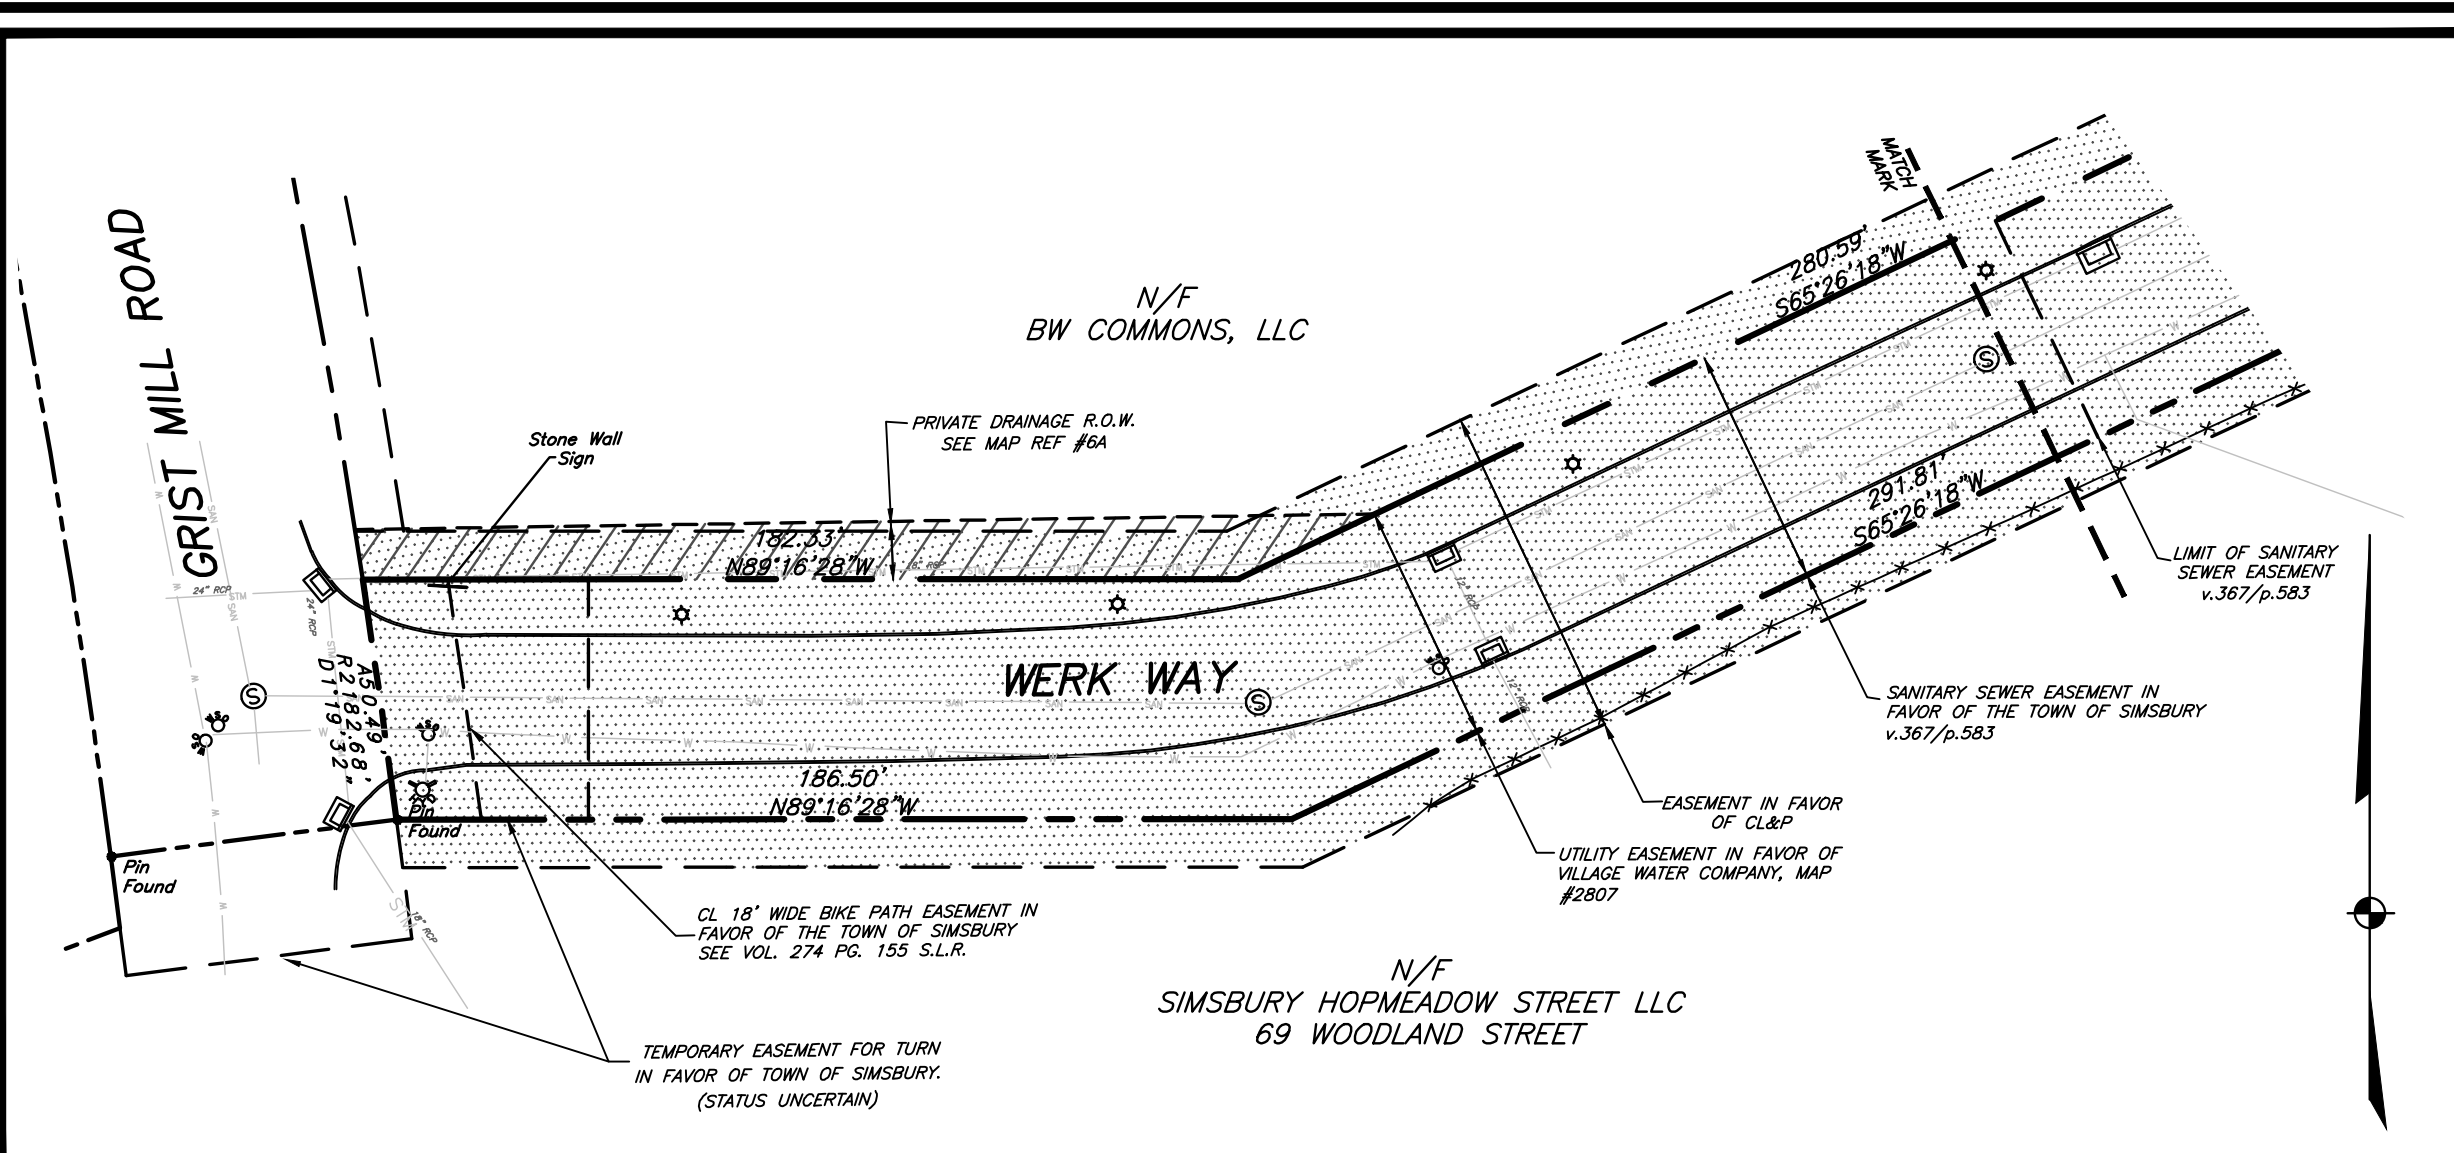 GRIST MILL ROAD
MATCH
MARK
280.59'
S65°26'18"W
N/F
BW COMMONS, LLC
PRIVATE DRAINAGE R.O.W.
SEE MAP REF #6A
Stone Wall
Sign
182.33'
N89°16'28"W
18" RCP
24" RCP
24" RCP
291.81'
S65°26'18"W
LIMIT OF SANITARY
SEWER EASEMENT
v.367/p.583
12" RCP
12" RCP
WERK WAY
A50.49'
R2182.68'
D1°19'32"
SANITARY SEWER EASEMENT IN
FAVOR OF THE TOWN OF SIMSBURY
v.367/p.583
186.50'
N89°16'28"W
Pin
Found
EASEMENT IN FAVOR
OF CL&P
UTILITY EASEMENT IN FAVOR OF
VILLAGE WATER COMPANY, MAP
#2807
Pin
Found
18" RCP
CL 18' WIDE BIKE PATH EASEMENT IN
FAVOR OF THE TOWN OF SIMSBURY
SEE VOL. 274 PG. 155 S.L.R.
N/F
SIMSBURY HOPMEADOW STREET LLC
69 WOODLAND STREET
TEMPORARY EASEMENT FOR TURN
IN FAVOR OF TOWN OF SIMSBURY.
(STATUS UNCERTAIN)